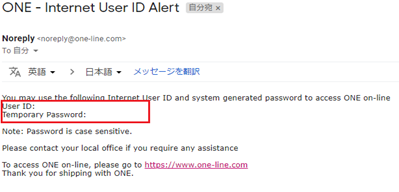 ONE - Internet User ID Alert 自分宛 ×
Noreply <noreply@one-line.com>
To 自分
英語 > 日本語 メッセージを翻訳
You may use the following Internet User ID and system generated password to access ONE on-line
User ID:
Temporary Password:
Note: Password is case sensitive.
Please contact your local office if you require any assistance
To access ONE on-line, please go to https://www.one-line.com
Thank you for shipping with ONE.